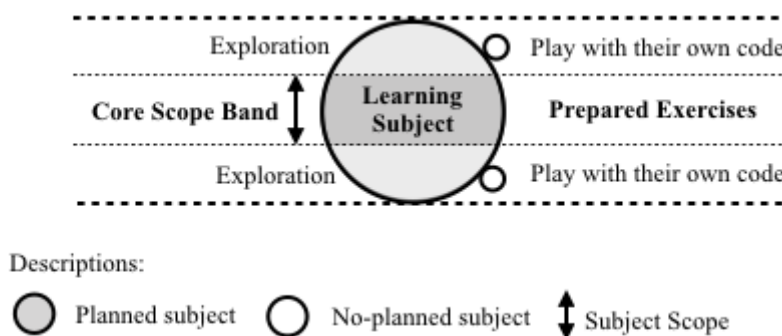 Exploration Play with their own code
Core Scope Band Learning Subject Prepared Exercises
Exploration Play with their own code
Descriptions:
Planned subject No-planned subject Subject Scope